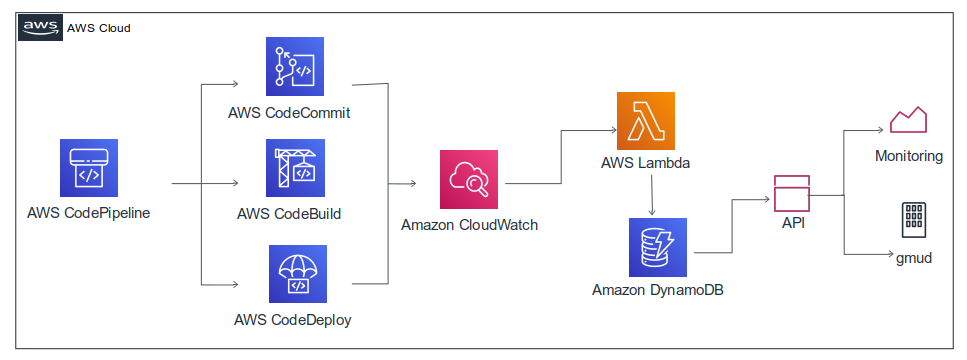 aws
AWS Cloud
AWS CodeCommit
AWS CodePipeline
AWS CodeBuild
AWS CodeDeploy
Amazon CloudWatch
AWS Lambda
Amazon DynamoDB
API
Monitoring
gmud